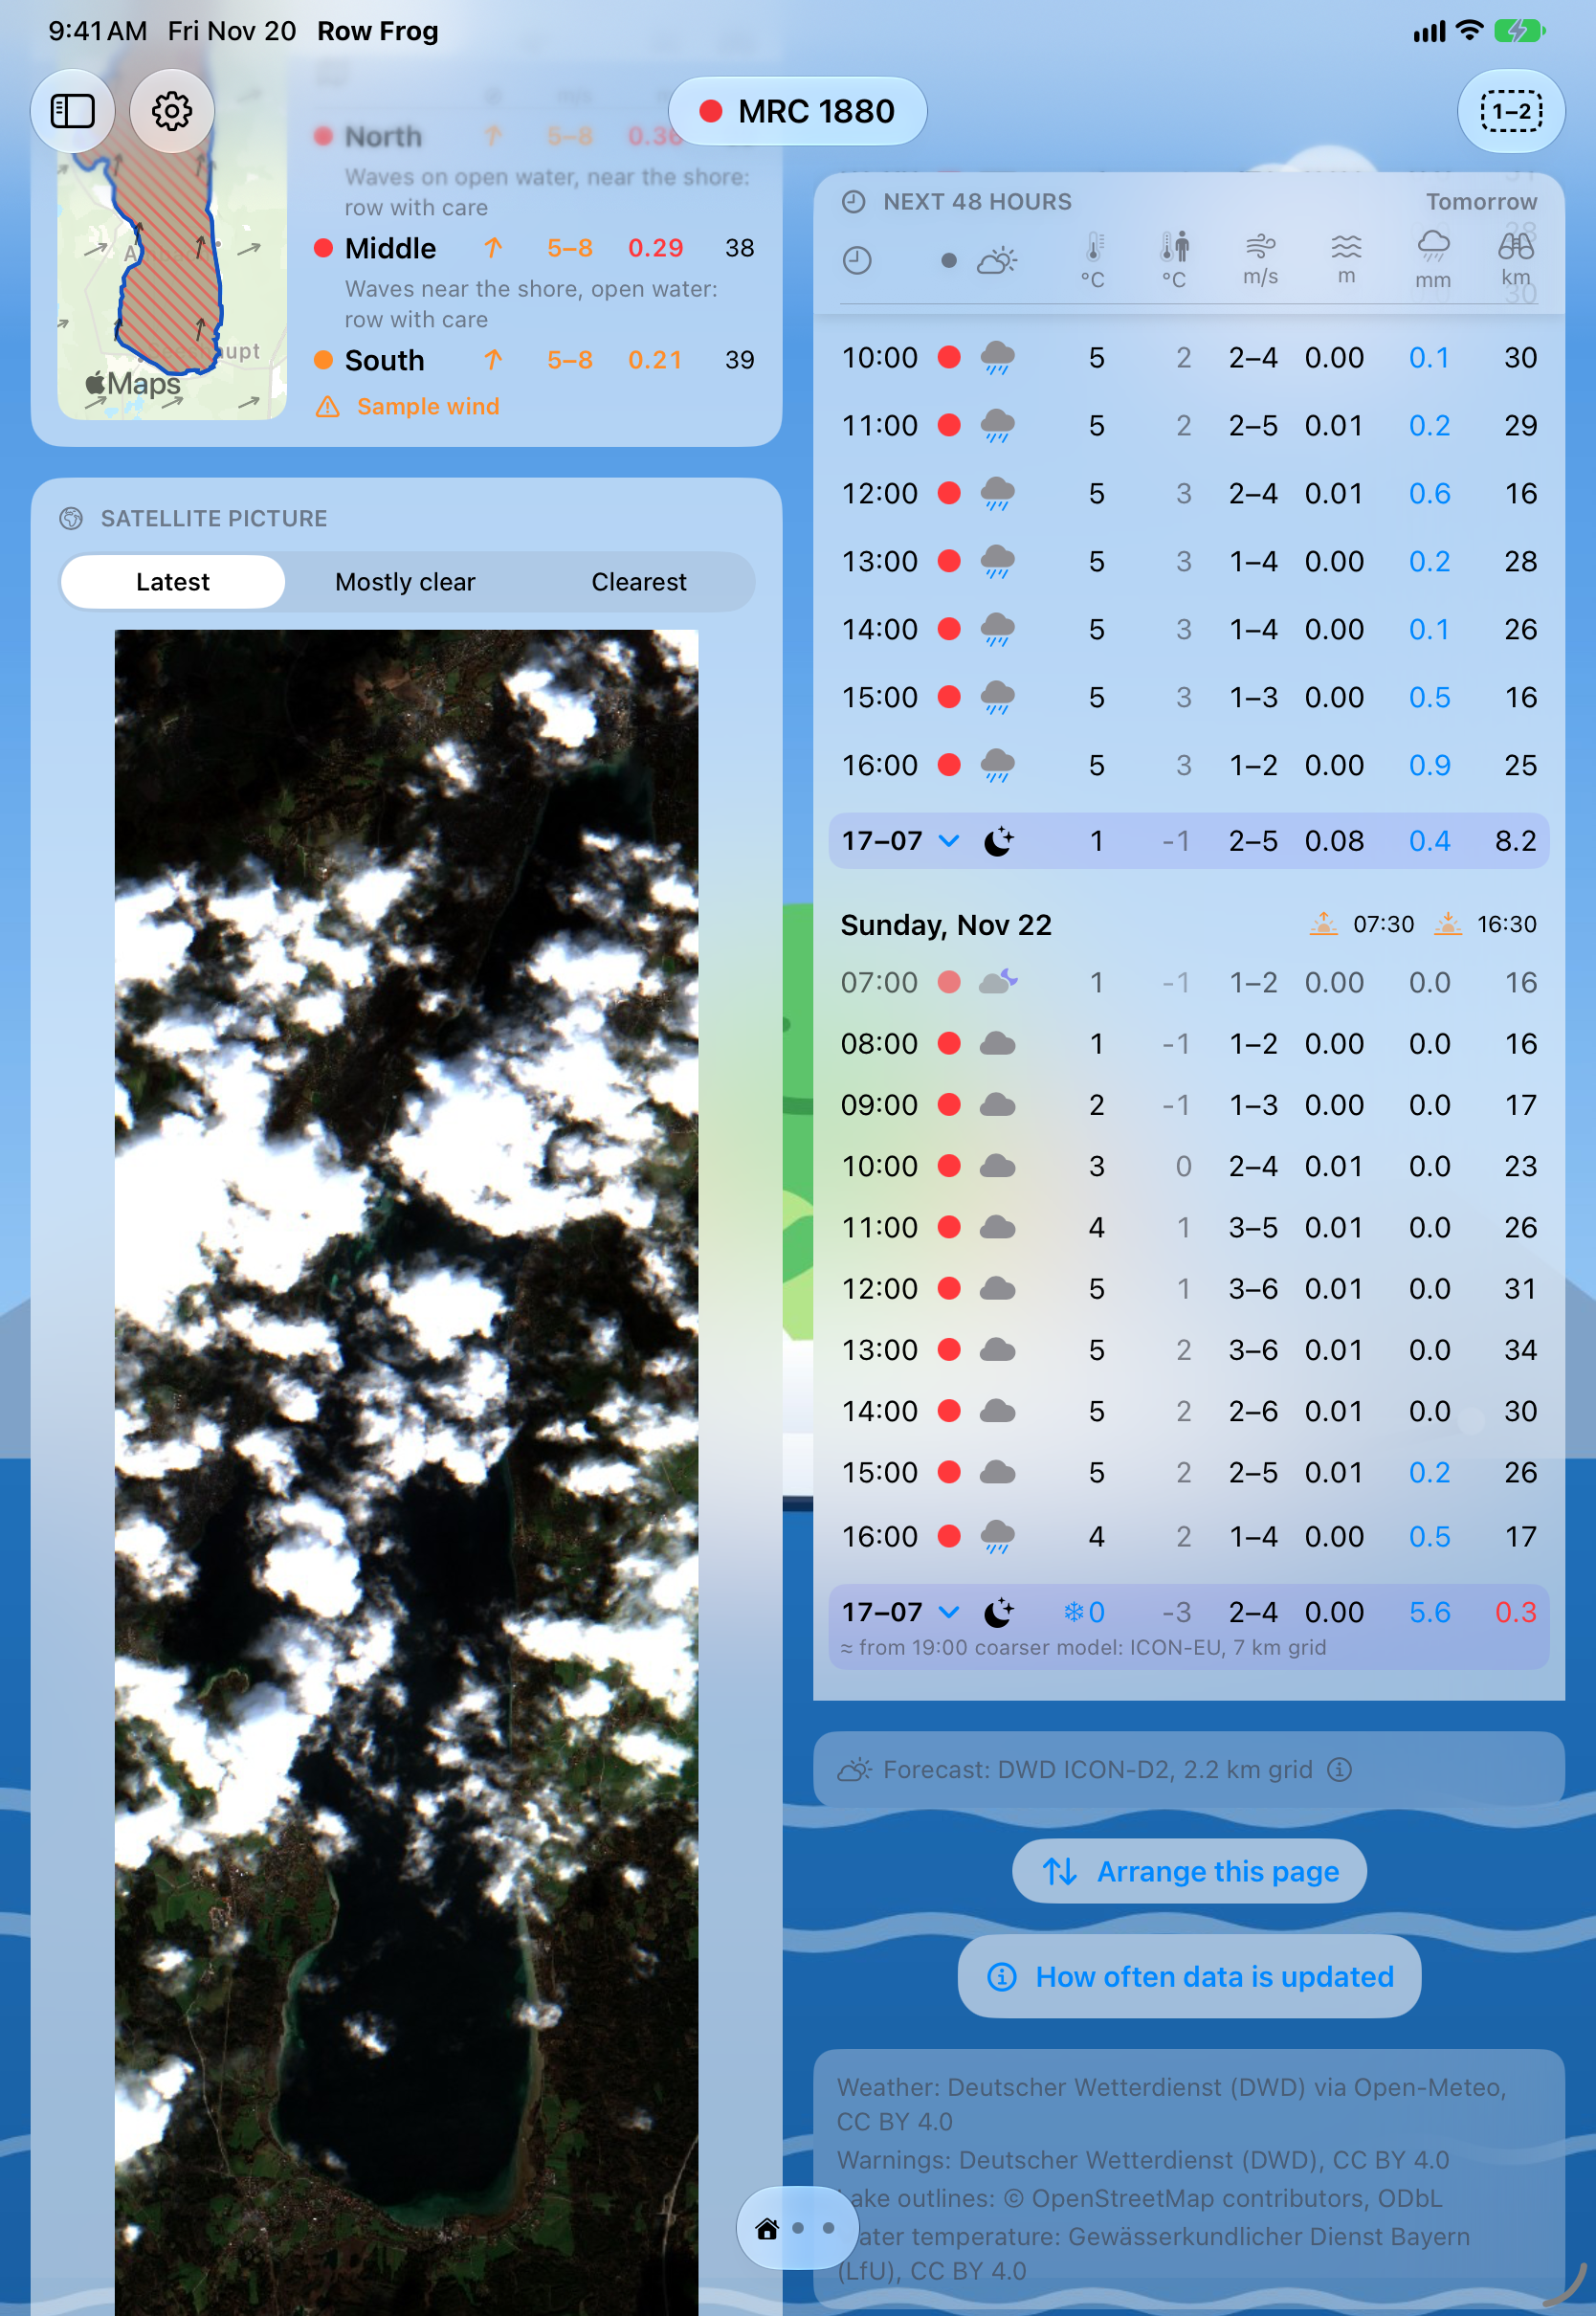 9:41 AM Fri Nov 20 Row Frog
MRC 1880
1–2
North 5–8 0.36
Waves on open water, near the shore:
row with care
Middle 5–8 0.29 38
Waves near the shore, open water:
row with care
South 5–8 0.21 39
Sample wind
Maps
SATELLITE PICTURE
Latest Mostly clear Clearest
NEXT 48 HOURS Tomorrow
°C °C m/s m mm km
10:00 5 2 2–4 0.00 0.1 30
11:00 5 2 2–5 0.01 0.2 29
12:00 5 3 2–4 0.01 0.6 16
13:00 5 3 1–4 0.00 0.2 28
14:00 5 3 1–4 0.00 0.1 26
15:00 5 3 1–3 0.00 0.5 16
16:00 5 3 1–2 0.00 0.9 25
17–07 1 -1 2–5 0.08 0.4 8.2
Sunday, Nov 22 07:30 16:30
07:00 1 -1 1–2 0.00 0.0 16
08:00 1 -1 1–2 0.00 0.0 16
09:00 2 -1 1–3 0.00 0.0 17
10:00 3 0 2–4 0.01 0.0 23
11:00 4 1 3–5 0.01 0.0 26
12:00 5 1 3–6 0.01 0.0 31
13:00 5 2 3–6 0.01 0.0 34
14:00 5 2 2–6 0.01 0.0 30
15:00 5 2 2–5 0.01 0.2 26
16:00 4 2 1–4 0.00 0.5 17
17–07 0 -3 2–4 0.00 5.6 0.3
≈ from 19:00 coarser model: ICON-EU, 7 km grid
Forecast: DWD ICON-D2, 2.2 km grid
Arrange this page
How often data is updated
Weather: Deutscher Wetterdienst (DWD) via Open-Meteo,
CC BY 4.0
Warnings: Deutscher Wetterdienst (DWD), CC BY 4.0
ake outlines: © OpenStreetMap contributors, ODbL
ater temperature: Gewässerkundlicher Dienst Bayern
(LfU), CC BY 4.0